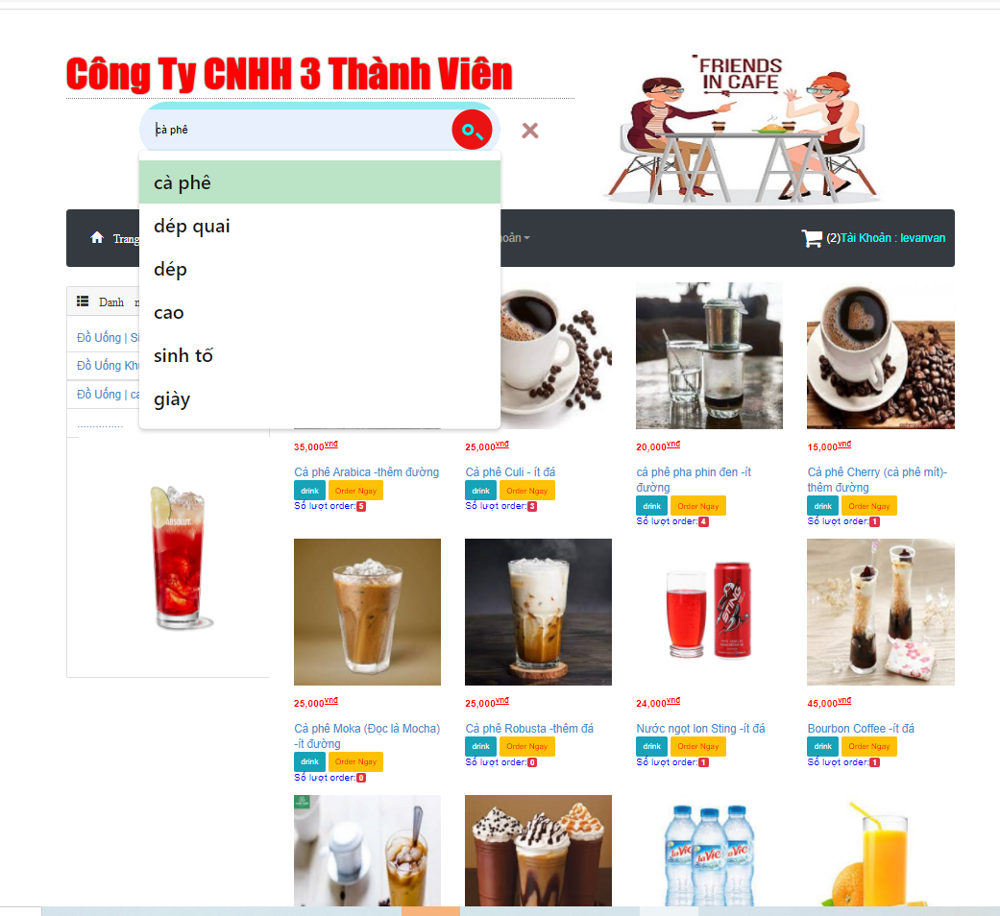 Công Ty CNHH 3 Thành Viên
FRIENDS
IN CAFE
cà phê
cà phê
dép quai
dép
cao
sinh tố
giày
Trang
(2)Tài Khoản : levanvan
Danh
Đồ Uống | Si
Đồ Uống
Đồ Uống | ca
...............
35,000vnđ
25,000vnđ
20,000vnđ
15,000vnđ
Cà phê Arabica -thêm đường
Cà phê Culi - ít đá
cà phê pha phin đen -ít
đường
Cà phê Cherry (cà phê mít)-
thêm đường
drink Order Ngay
drink Order Ngay
drink Order Ngay
drink Order Ngay
Số lượt order:5
Số lượt order:3
Số lượt order:4
Số lượt order:1
ABSOLUT
STING
25,000vnđ
25,000vnđ
24,000vnđ
45,000vnđ
Cà phê Moka (Đọc là Mocha)
-ít đường
Cà phê Robusta -thêm đá
Nước ngọt lon Sting -ít đá
Bourbon Coffee -ít đá
drink Order Ngay
drink Order Ngay
drink Order Ngay
drink Order Ngay
Số lượt order:0
Số lượt order:0
Số lượt order:1
Số lượt order:1
laVie
laVie
laVie